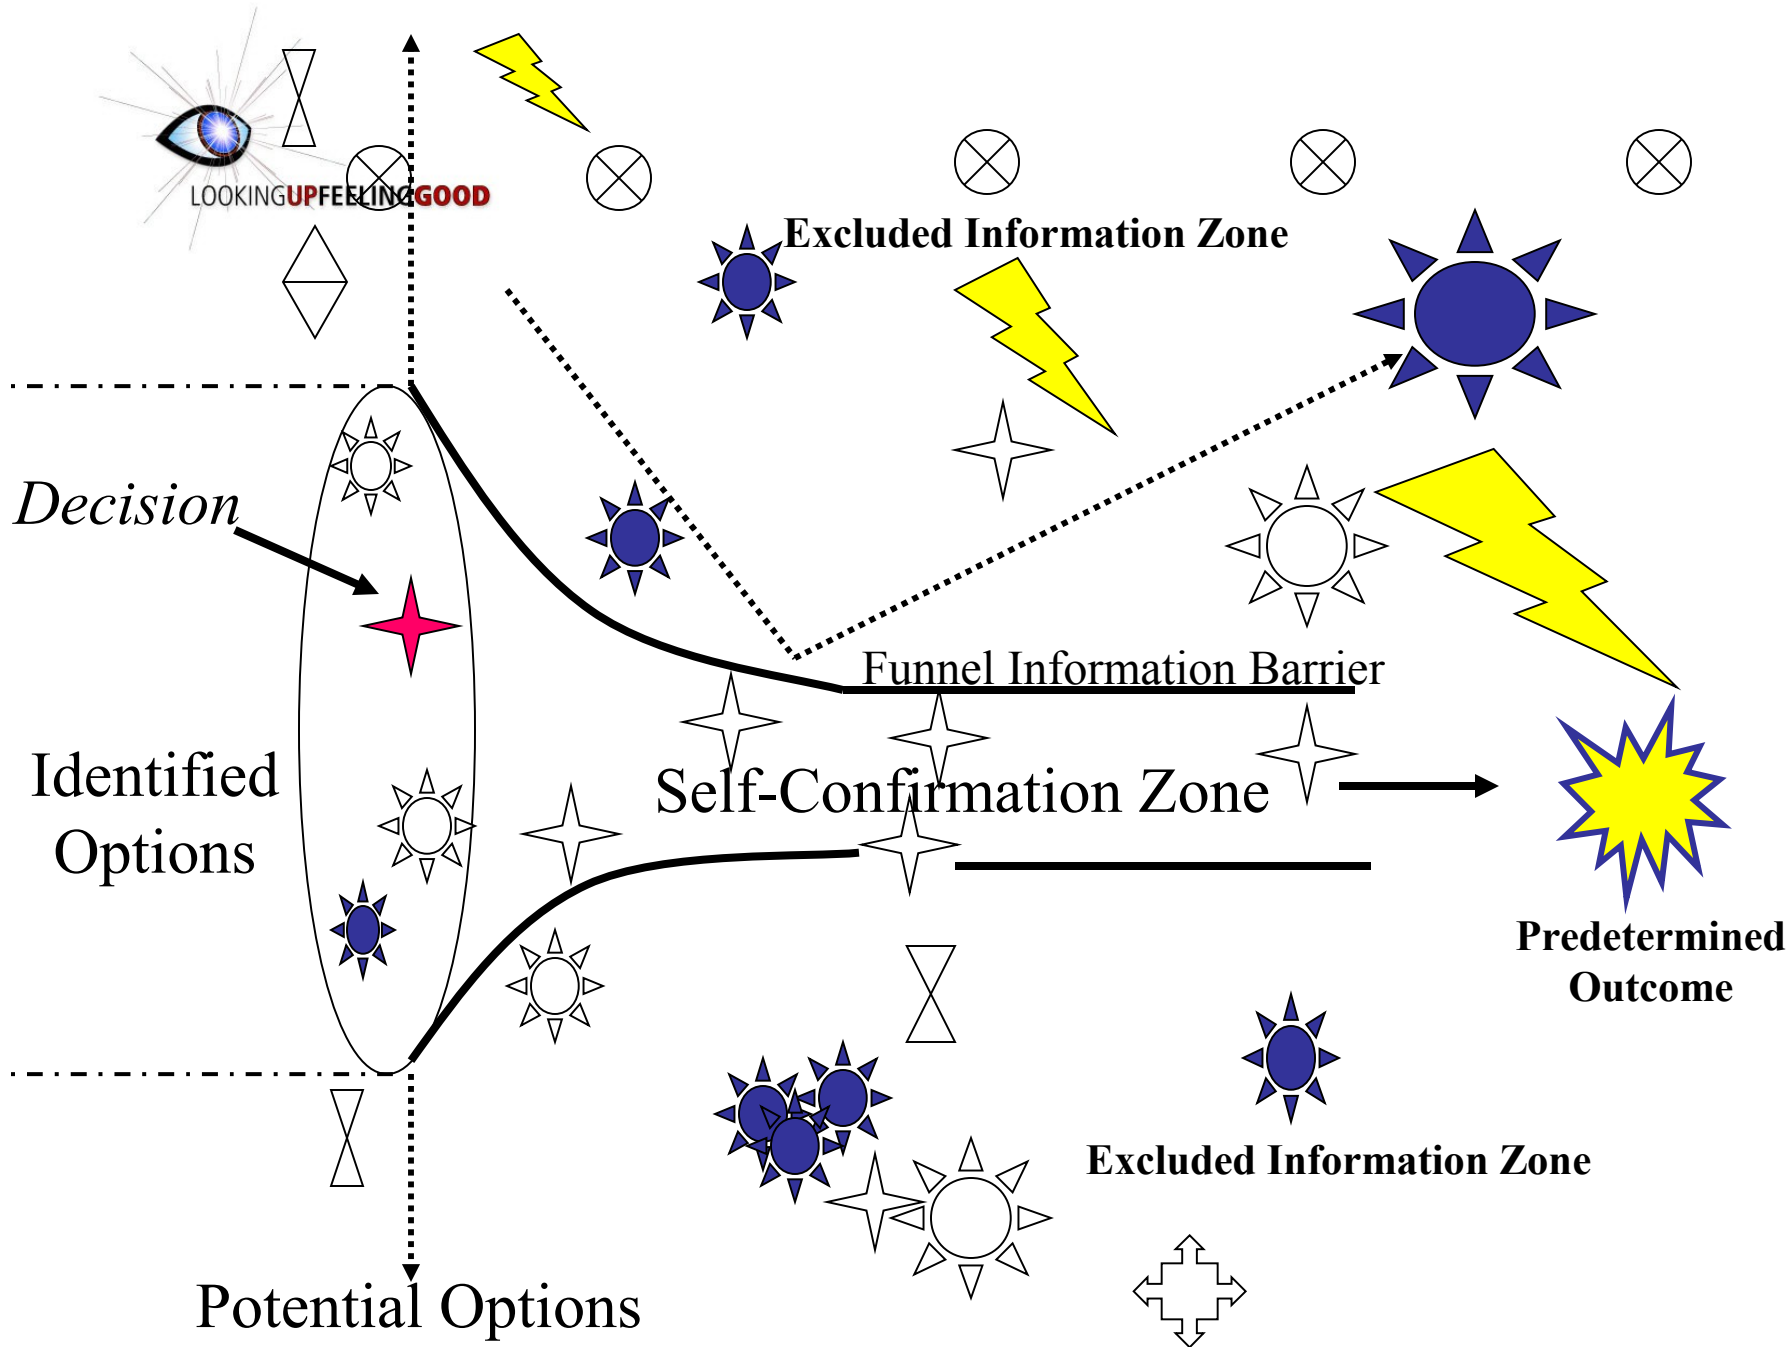 LOOKINGUPFEELINGGOOD
Excluded Information Zone
Decision
Funnel Information Barrier
Identified
Options
Self-Confirmation Zone
Predetermined
Outcome
Excluded Information Zone
Potential Options